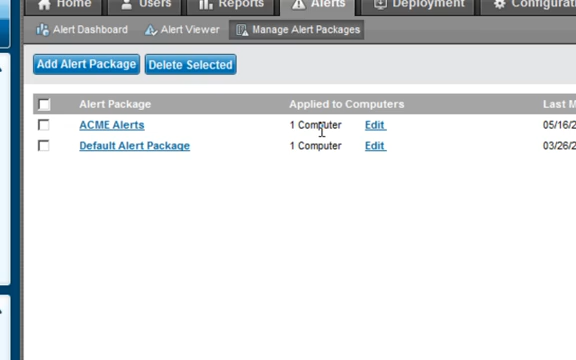 Home Users Reports Alerts Deployment
Alert Dashboard Alert Viewer Manage Alert Packages
Add Alert Package Delete Selected
Alert Package Applied to Computers Last
ACME Alerts 1 Computer Edit 05/16/2
Default Alert Package 1 Computer Edit 03/26/2